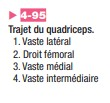 ▶ 4-95
Trajet du quadriceps.
1. Vaste latéral
2. Droit fémoral
3. Vaste médial
4. Vaste intermédiaire